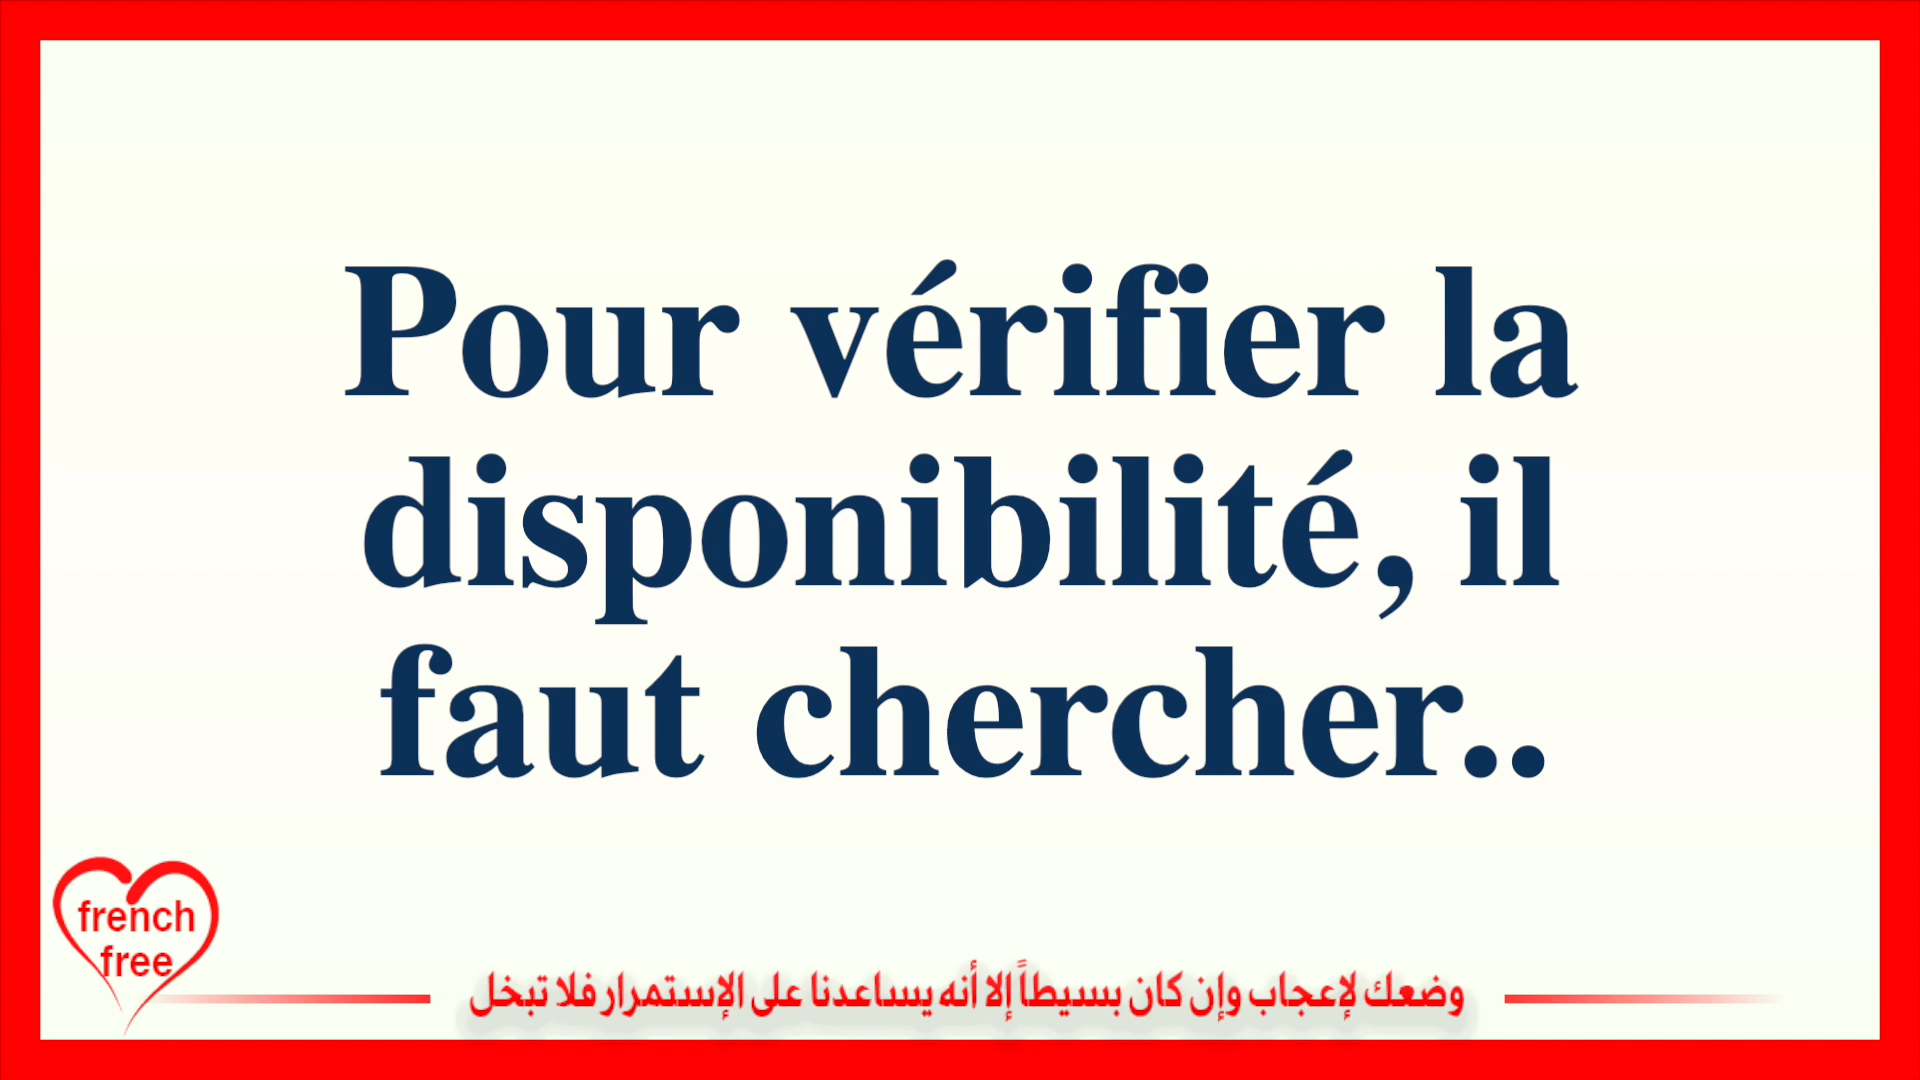 Pour vérifier la
disponibilité, il
faut chercher..
french
free
وضعك لإعجاب وإن كان بسيطاً إلا أنه يساعدنا على الإستمرار فلا تبخل